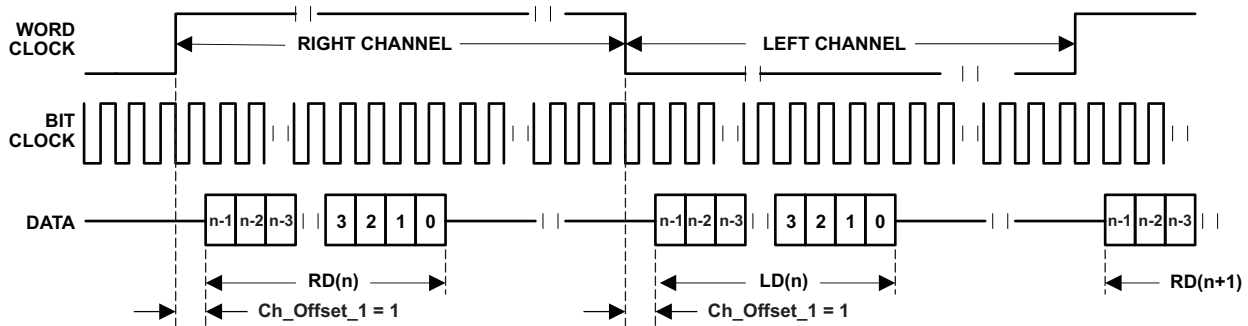 WORD
CLOCK
RIGHT CHANNEL
LEFT CHANNEL
BIT
CLOCK
DATA
n-1 n-2 n-3 3 2 1 0 n-1 n-2 n-3 3 2 1 0 n-1 n-2 n-3
RD(n)
LD(n)
RD(n+1)
Ch_Offset_1 = 1
Ch_Offset_1 = 1